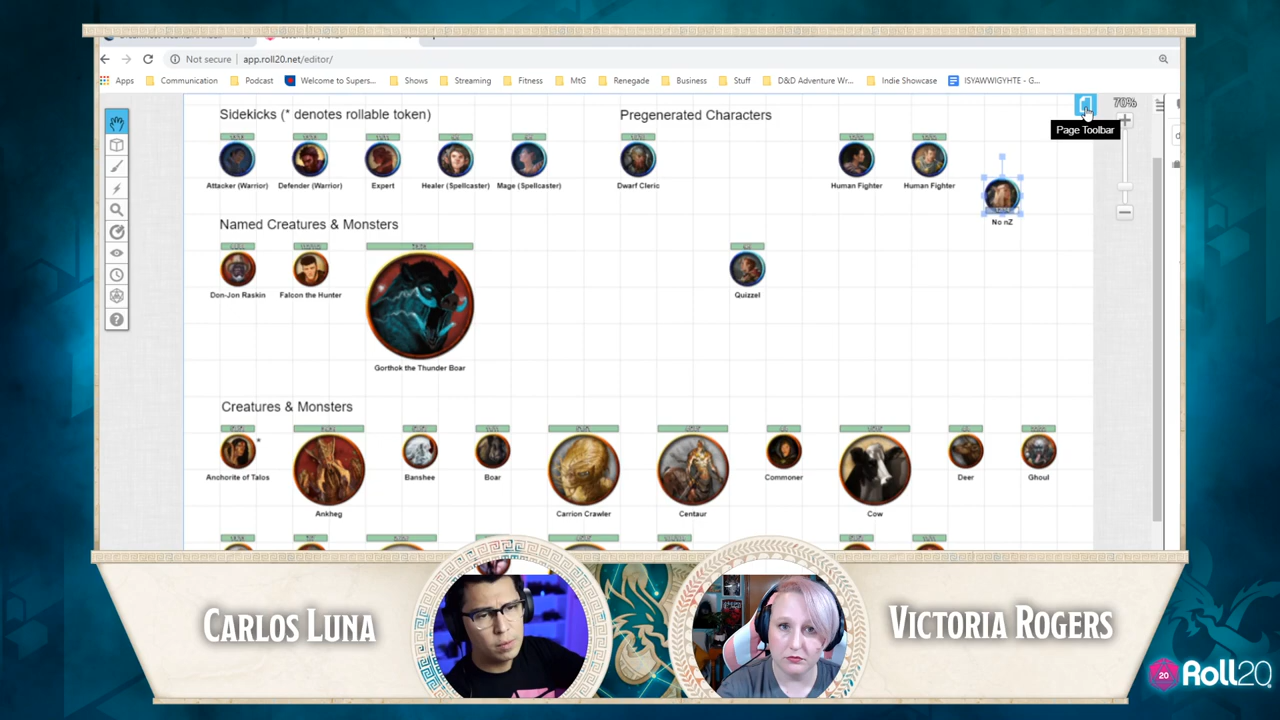 Not secure
app.roll20.net/editor/
Apps
Communication
Podcast
Welcome to Supers...
Shows
Streaming
Fitness
MtG
Renegade
Business
Stuff
D&D Adventure Wr...
Indie Showcase
ISYAWWIGYHTE - G...
70%
Page Toolbar
Sidekicks (* denotes rollable token)
Pregenerated Characters
Attacker (Warrior)
Defender (Warrior)
Expert
Healer (Spellcaster)
Mage (Spellcaster)
Dwarf Cleric
Human Fighter
Human Fighter
No nZ
Named Creatures & Monsters
Don-Jon Raskin
Falcon the Hunter
Gorthok the Thunder Boar
Quizzel
Creatures & Monsters
*
Anchorite of Talos
Ankheg
Banshee
Boar
Carrion Crawler
Centaur
Commoner
Cow
Deer
Ghoul
Carlos Luna
Victoria Rogers
20
Roll20